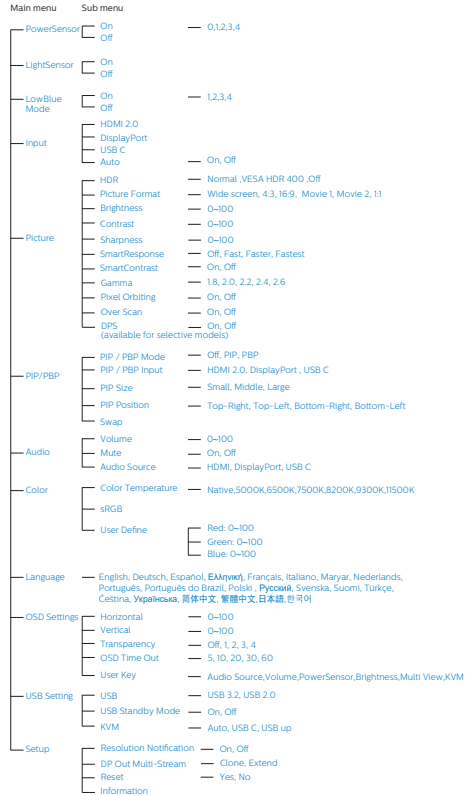 Main menu Sub menu
PowerSensor On 0,1,2,3,4
Off
LightSensor On
Off
LowBlue Mode On 1,2,3,4
Off
Input HDMI 2.0
DisplayPort
USB C
Auto On, Off
Picture HDR Normal ,VESA HDR 400 ,Off
Picture Format Wide screen, 4:3, 16:9, Movie 1, Movie 2, 1:1
Brightness 0-100
Contrast 0-100
Sharpness 0-100
SmartResponse Off, Fast, Faster, Fastest
SmartContrast On, Off
Gamma 1.8, 2.0, 2.2, 2.4, 2.6
Pixel Orbiting On, Off
Over Scan On, Off
DPS On, Off
(available for selective models)
PIP/PBP PIP / PBP Mode Off, PIP, PBP
PIP / PBP Input HDMI 2.0, DisplayPort , USB C
PIP Size Small, Middle, Large
PIP Position Top-Right, Top-Left, Bottom-Right, Bottom-Left
Swap
Audio Volume 0-100
Mute On, Off
Audio Source HDMI, DisplayPort, USB C
Color Color Temperature Native,5000K,6500K,7500K,8200K,9300K,11500K
sRGB
User Define Red: 0-100
Green: 0-100
Blue: 0-100
Language English, Deutsch, Español, Ελληνική, Français, Italiano, Maryar, Nederlands,
Português, Português do Brazil, Polski , Русский, Svenska, Suomi, Türkçe,
Čeština, Українська, 简体中文, 繁體中文,日本語,한국어
OSD Settings Horizontal 0-100
Vertical 0-100
Transparency Off, 1, 2, 3, 4
OSD Time Out 5, 10, 20, 30, 60
User Key Audio Source,Volume,PowerSensor,Brightness,Multi View,KVM
USB Setting USB USB 3.2, USB 2.0
USB Standby Mode On, Off
KVM Auto, USB C, USB up
Setup Resolution Notification On, Off
DP Out Multi-Stream Clone, Extend
Reset Yes, No
Information